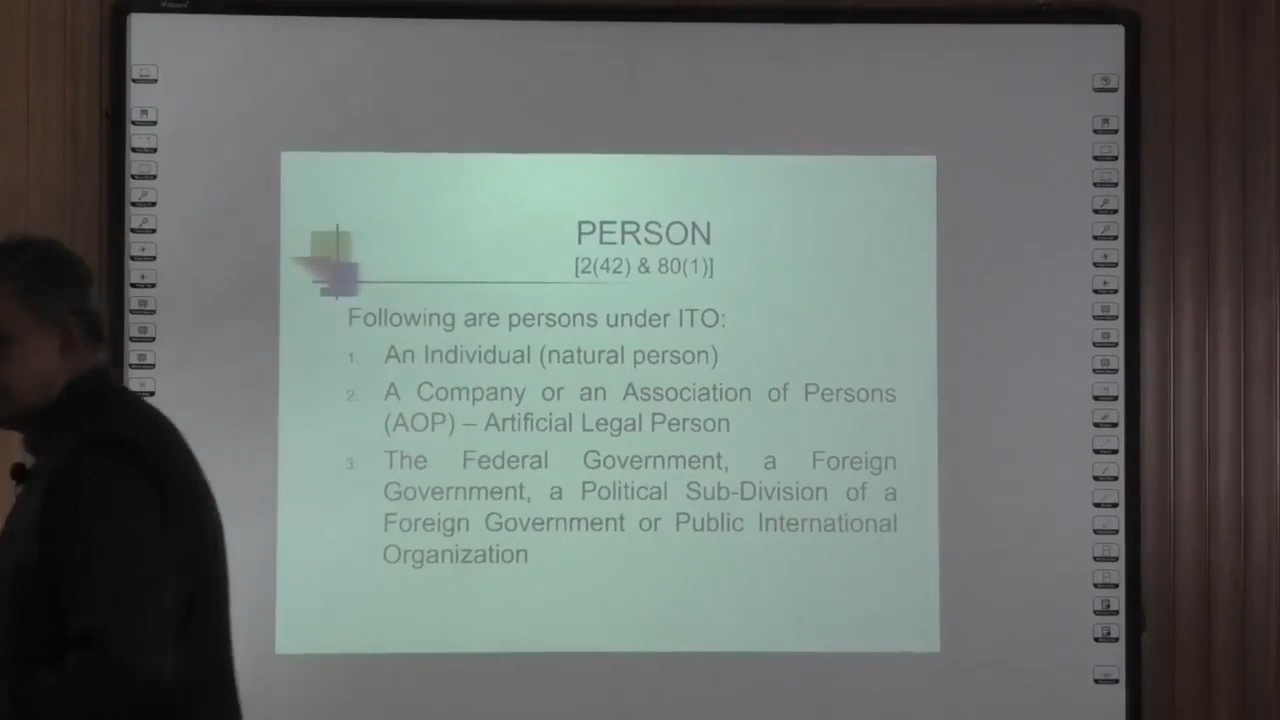 PERSON
[2(42) & 80(1)]
Following are persons under ITO:
1. An Individual (natural person)
2. A Company or an Association of Persons
(AOP) – Artificial Legal Person
3. The Federal Government, a Foreign
Government, a Political Sub-Division of a
Foreign Government or Public International
Organization